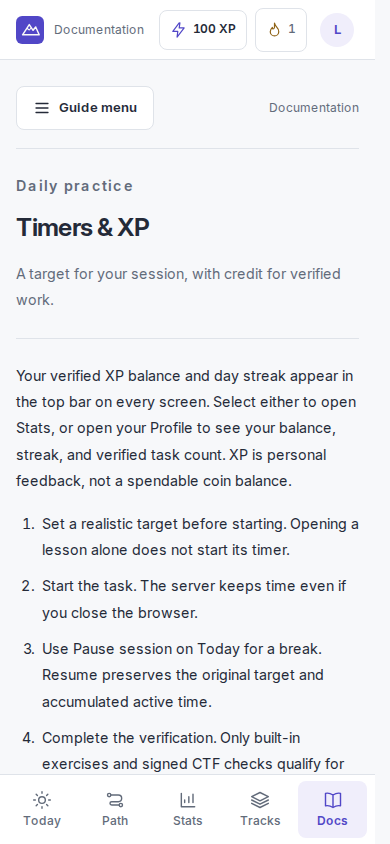 Documentation
100 XP
1
L
Guide menu
Documentation
Daily practice
Timers & XP
A target for your session, with credit for verified
work.
Your verified XP balance and day streak appear in
the top bar on every screen. Select either to open
Stats, or open your Profile to see your balance,
streak, and verified task count. XP is personal
feedback, not a spendable coin balance.
1. Set a realistic target before starting. Opening a
lesson alone does not start its timer.
2. Start the task. The server keeps time even if
you close the browser.
3. Use Pause session on Today for a break.
Resume preserves the original target and
accumulated active time.
4. Complete the verification. Only built-in
exercises and signed CTF checks qualify for
Today
Path
Stats
Tracks
Docs